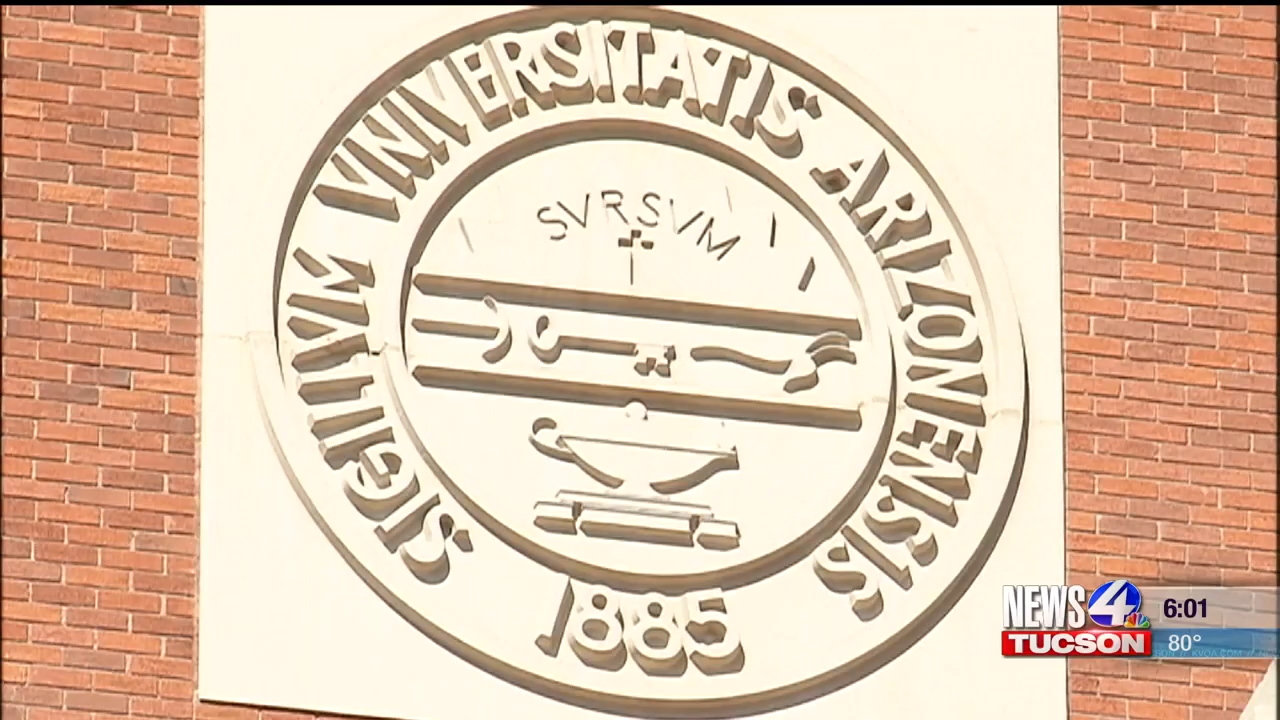 SIGILLVM VNIVERSITATIS ARIZONENSIS
SVRSVM
1885
NEWS 4
TUCSON
6:01
80°